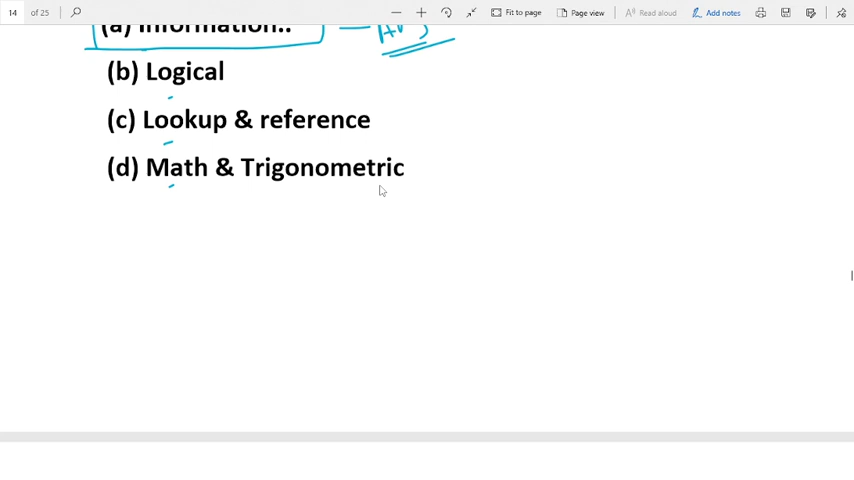 14 of 25 Fit to page Page view Read aloud Add notes
(a) Information..
(b) Logical
(c) Lookup & reference
(d) Math & Trigonometric